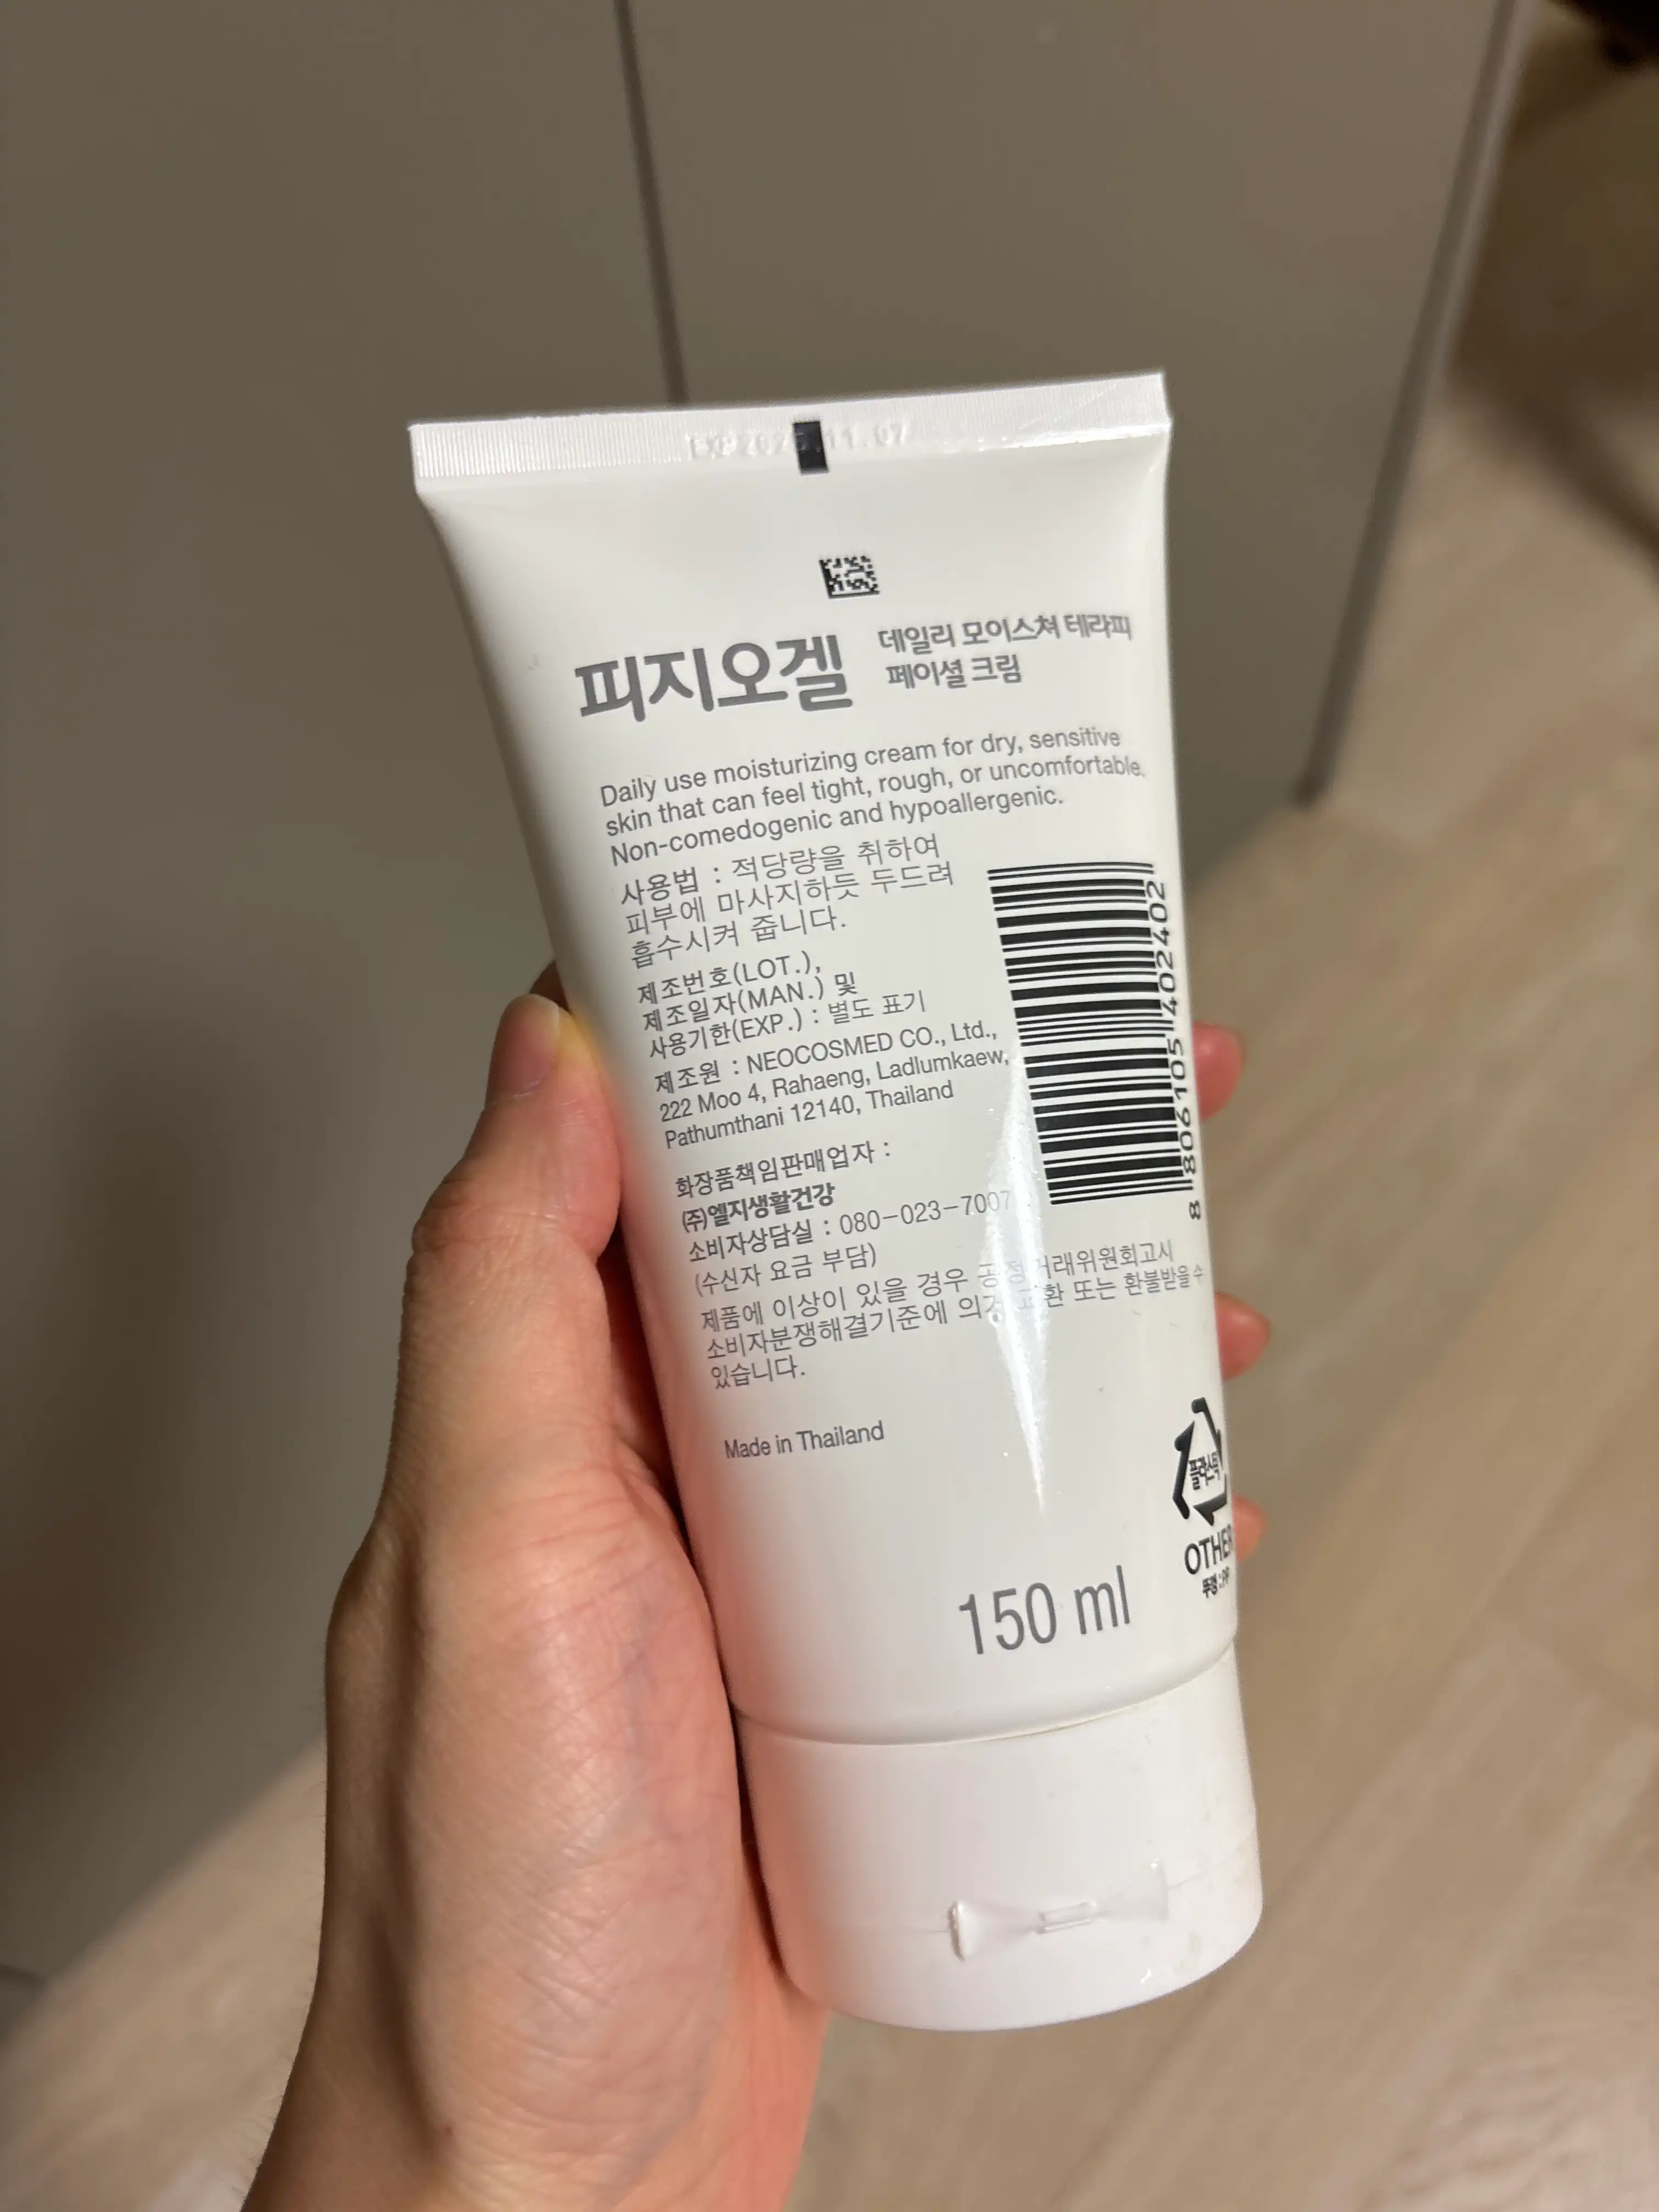 피지오겔
데일리 모이스쳐 테라피
페이셜 크림
Daily use moisturizing cream for dry, sensitive
skin that can feel tight, rough, or uncomfortable.
Non-comedogenic and hypoallergenic.
사용법 : 적당량을 취하여
피부에 마사지하듯 두드려
흡수시켜 줍니다.
제조번호(LOT.),
제조일자(MAN.) 및
사용기한(EXP.) : 별도 표기
제조원 : NEOCOSMED CO., Ltd.,
222 Moo 4, Rahaeng, Ladlumkaew,
Pathumthani 12140, Thailand
화장품책임판매업자 :
㈜엘지생활건강
소비자상담실 : 080-023-7007
(수신자 요금 부담)
제품에 이상이 있을 경우 공정거래위원회고시
소비자분쟁해결기준에 의거 교환 또는 환불받을 수
있습니다.
Made in Thailand
150 ml
8 806105 402402
플라스틱
OTHER
뚜껑 : PP